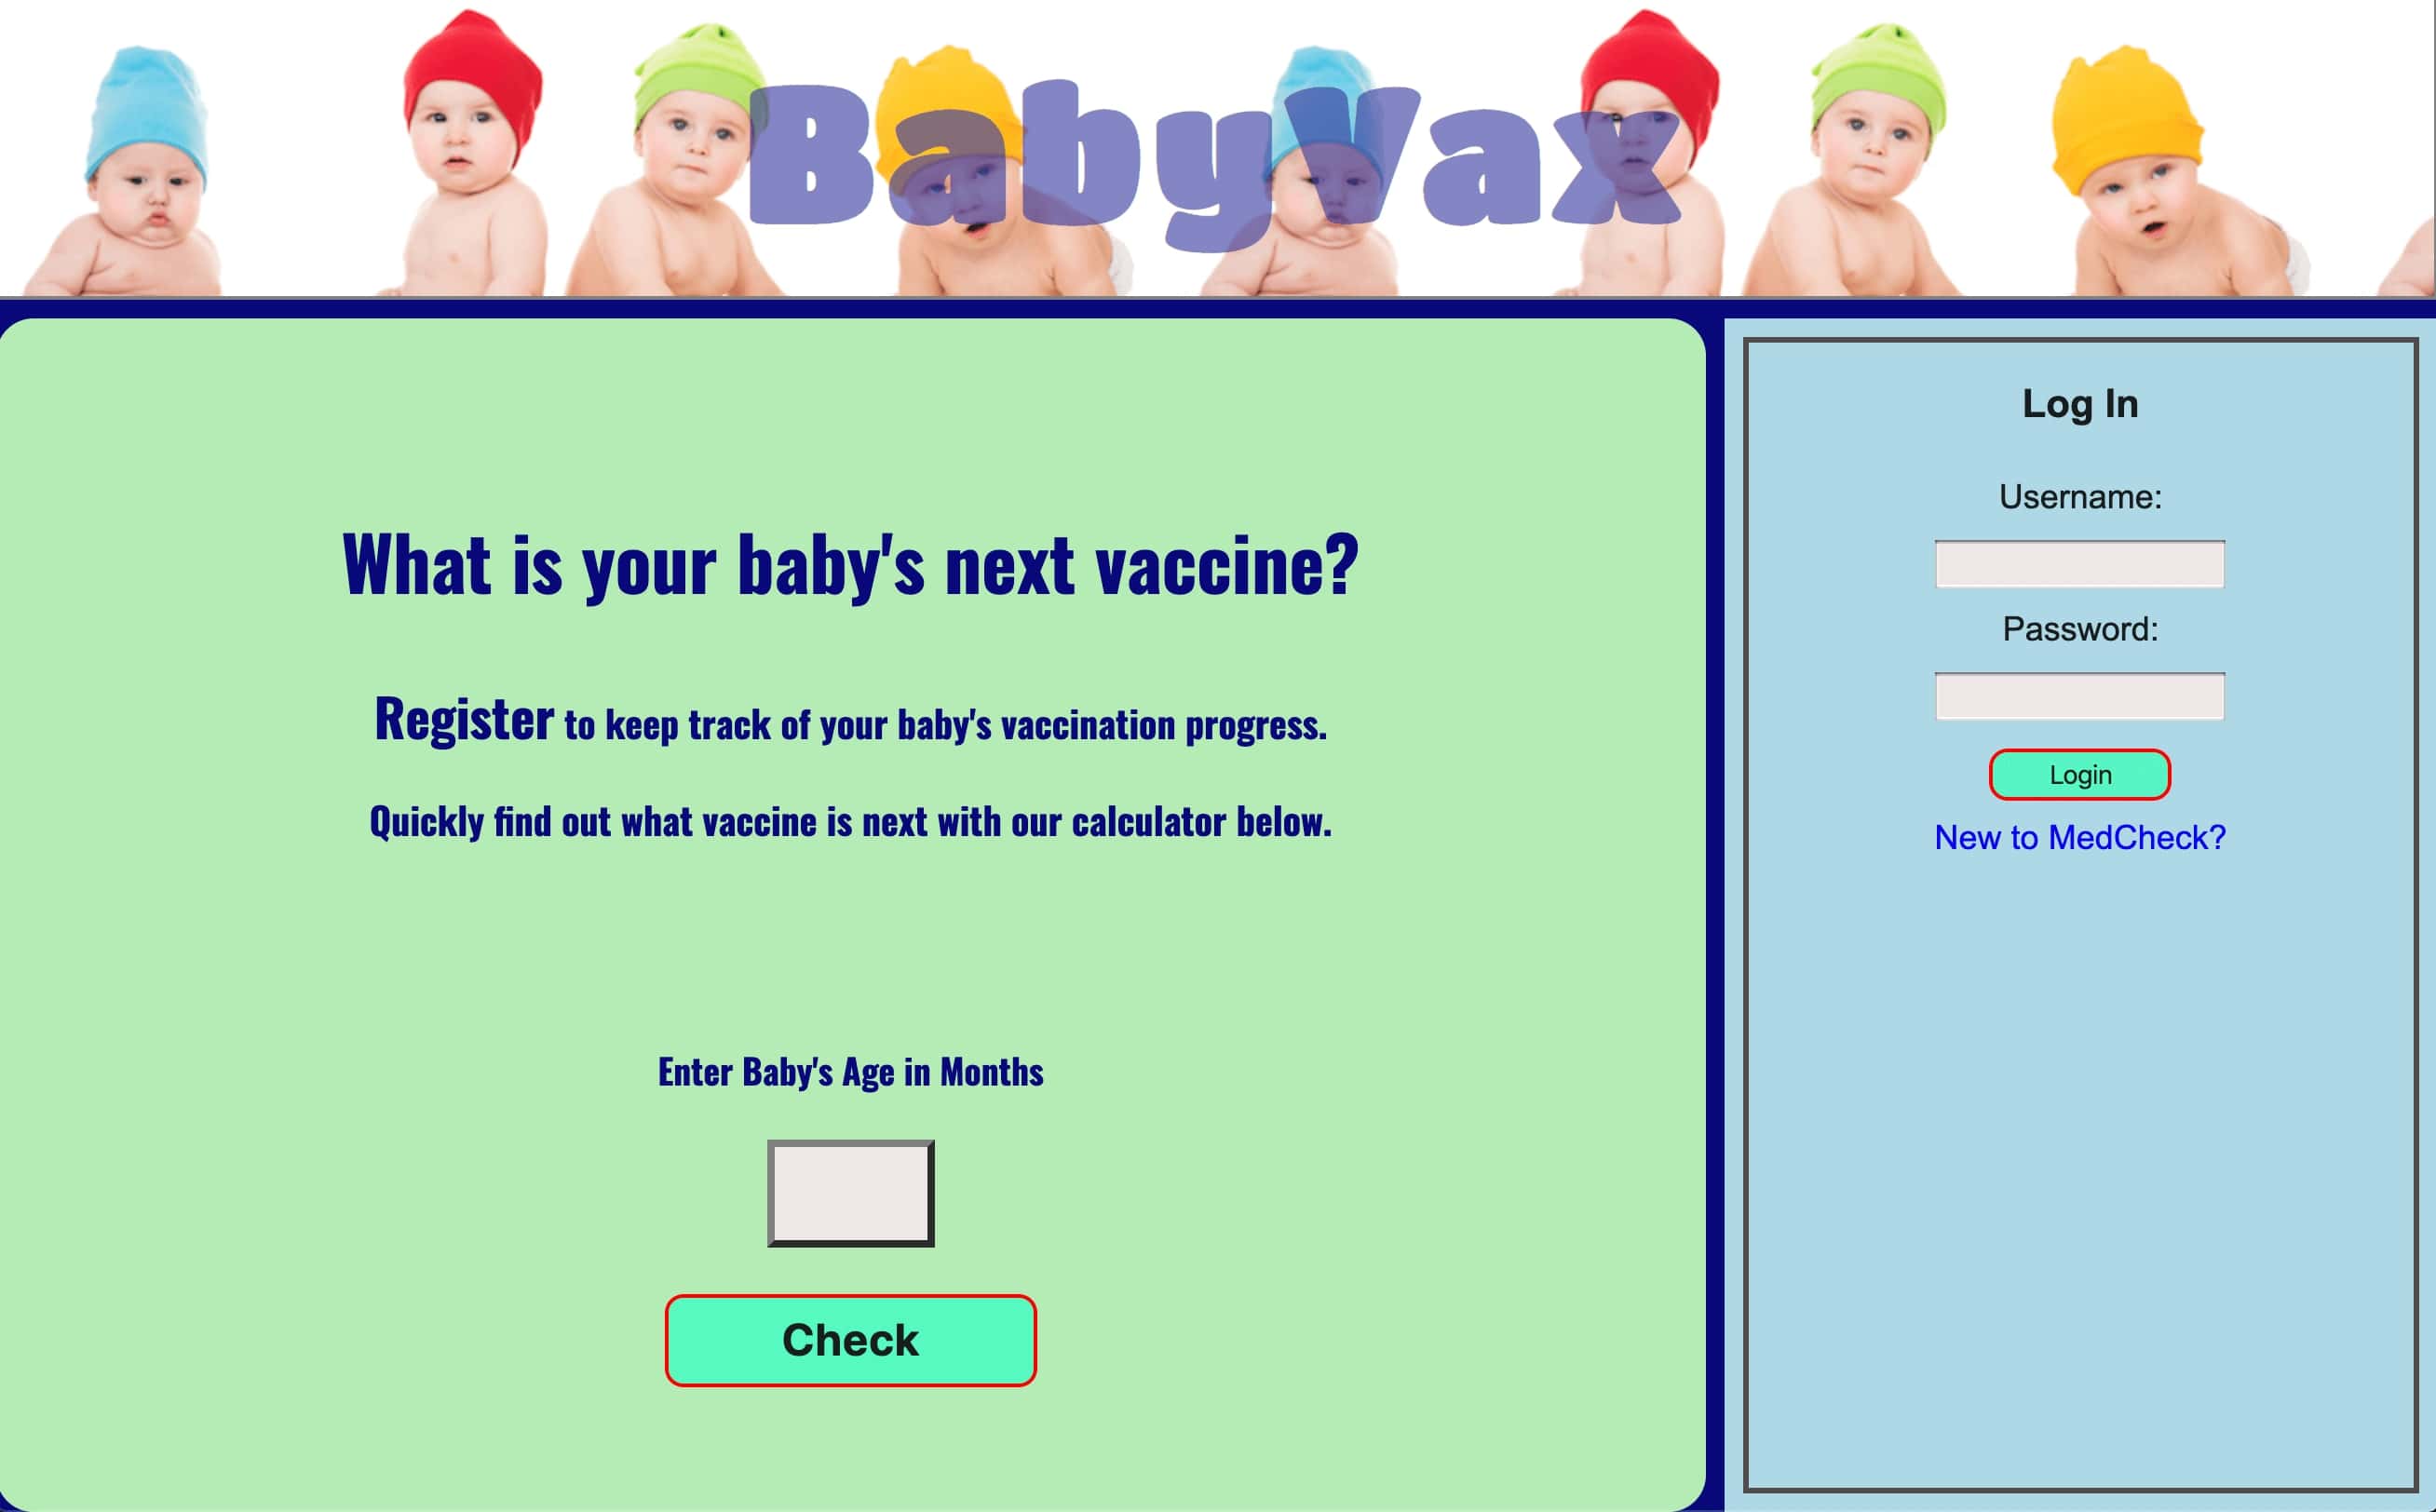 BabyVax
What is your baby's next vaccine?
Register to keep track of your baby's vaccination progress.
Quickly find out what vaccine is next with our calculator below.
Enter Baby's Age in Months
Check
Log In
Username:
Password:
Login
New to MedCheck?